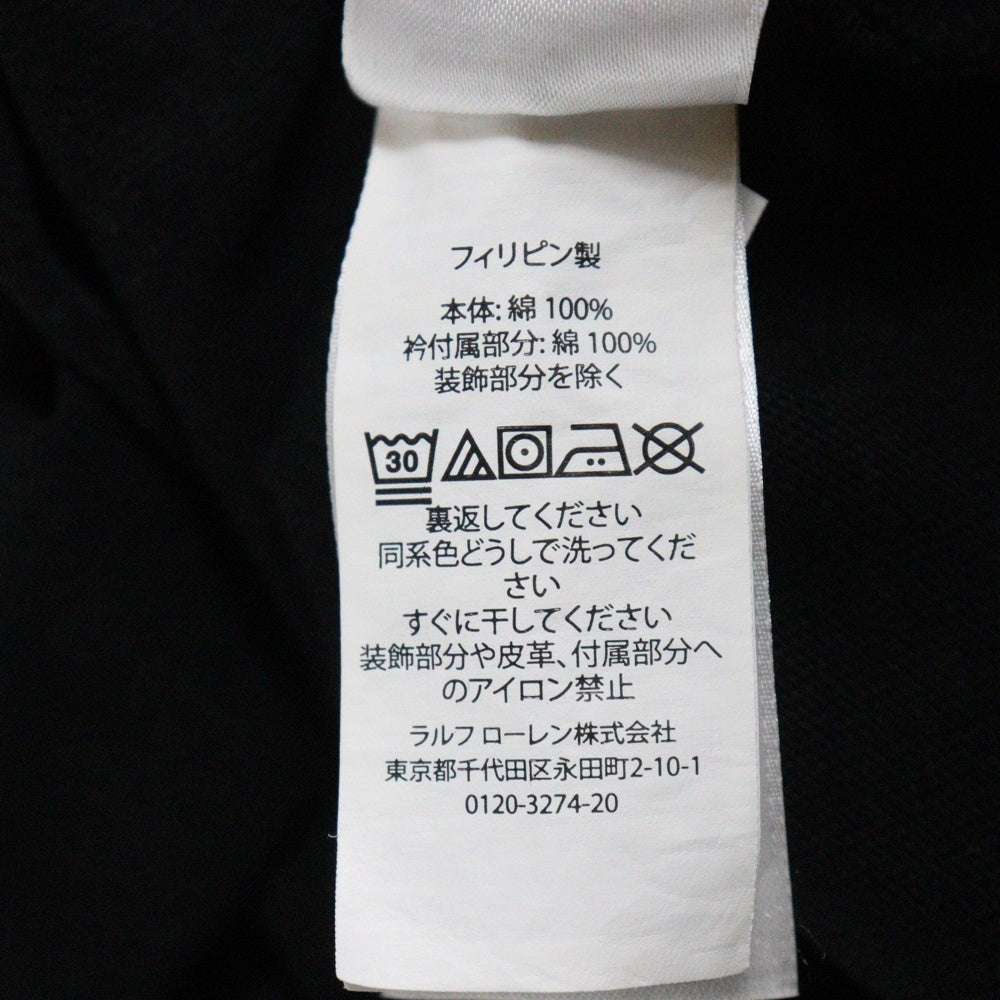 フィリピン製
本体: 綿 100%
衿付属部分: 綿 100%
装飾部分を除く
30
裏返してください
同系色どうしで洗ってくだ
さい
すぐに干してください
装飾部分や皮革、付属部分へ
のアイロン禁止
ラルフ ローレン株式会社
東京都千代田区永田町2-10-1
0120-3274-20